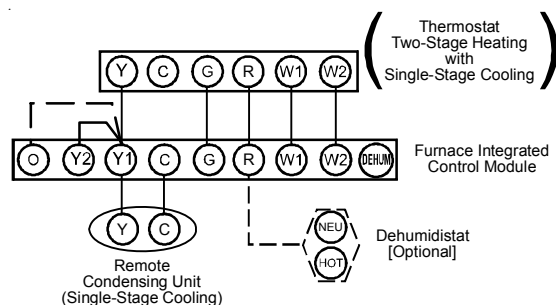 Thermostat
Two-Stage Heating
with
Single-Stage Cooling
Y C G R W1 W2
O Y2 Y1 C G R W1 W2 DEHUM
Furnace Integrated
Control Module
Y C
Remote
Condensing Unit
(Single-Stage Cooling)
NEU
HOT
Dehumidistat
[Optional]